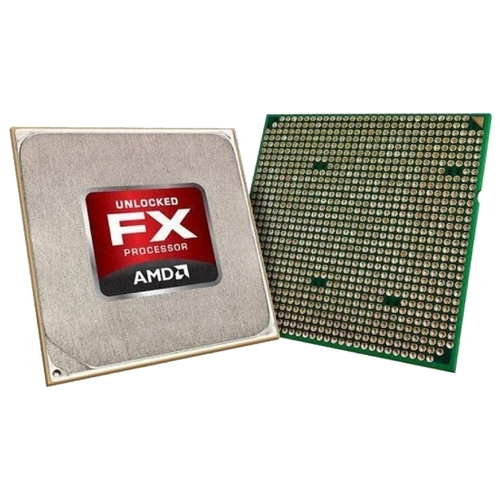 UNLOCKED
FX
PROCESSOR
AMD